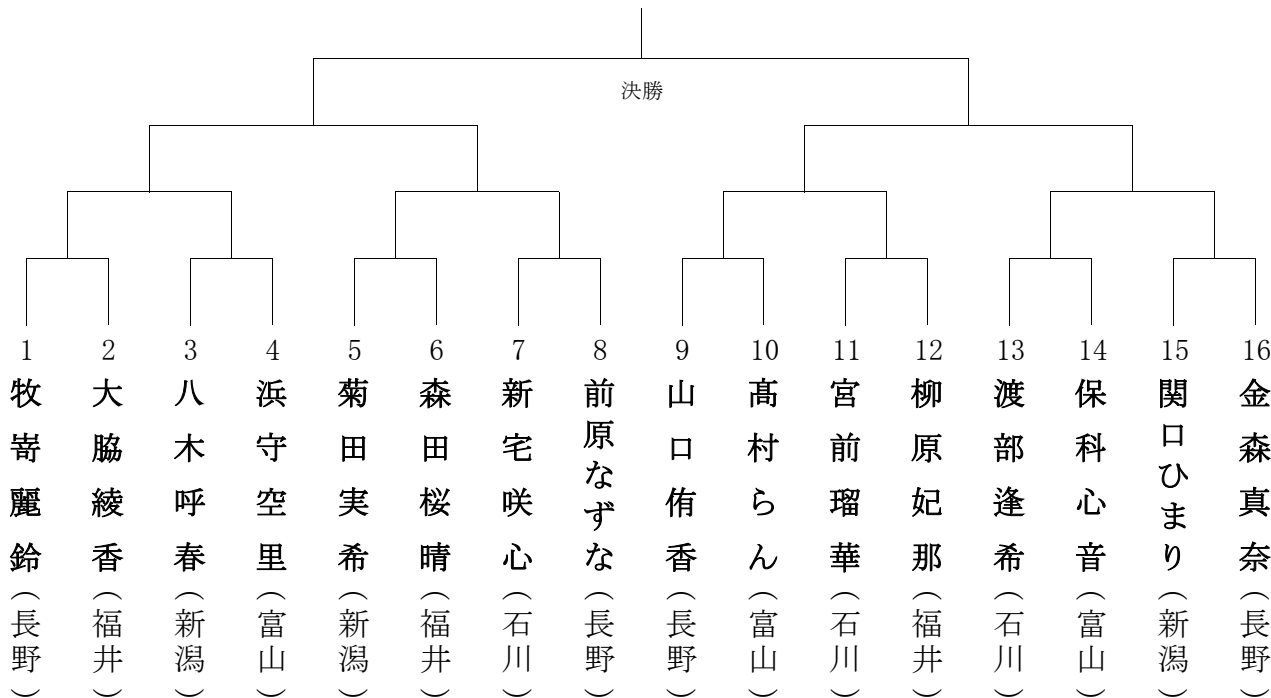 決勝
1 牧嵜麗鈴（長野）
2 大脇綾香（福井）
3 八木呼春（新潟）
4 浜守空里（富山）
5 菊田実希（新潟）
6 森田桜晴（福井）
7 新宅咲心（石川）
8 前原なずな（長野）
9 山口侑香（長野）
10 髙村らん（富山）
11 宮前瑠華（石川）
12 柳原妃那（福井）
13 渡部逢希（石川）
14 保科心音（富山）
15 関口ひまり（新潟）
16 金森真奈（長野）